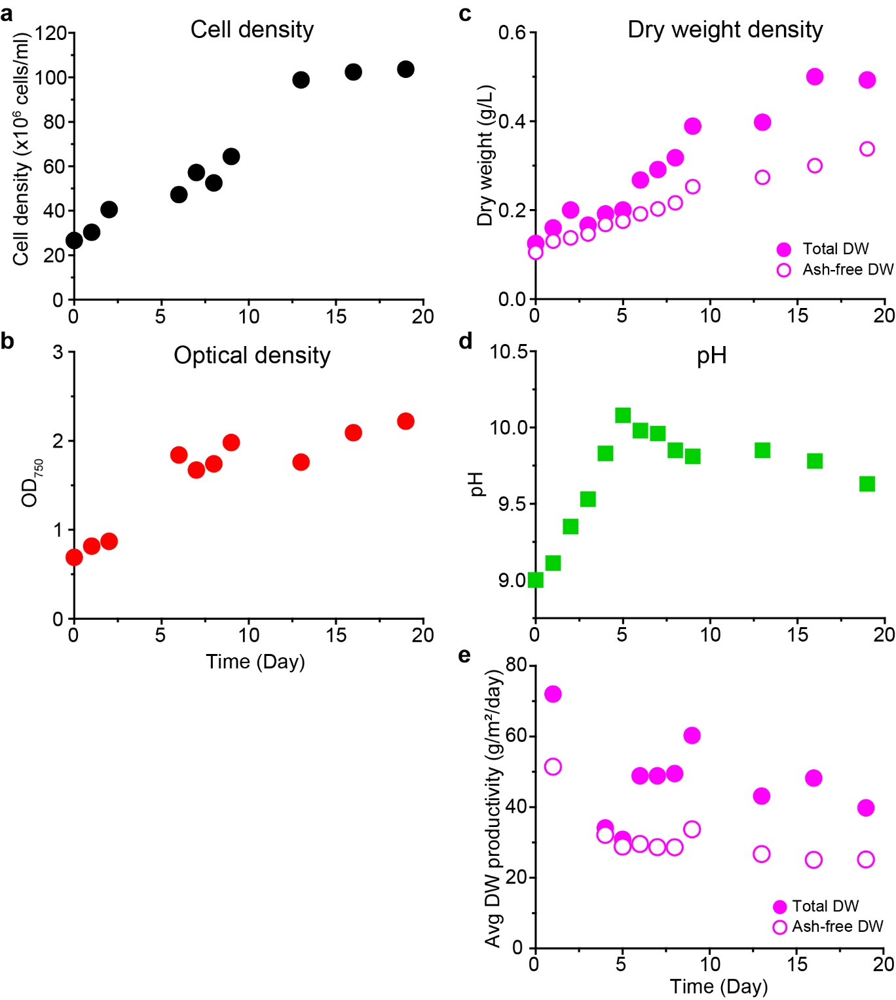 a
Cell density
Cell density (x10⁶ cells/ml)
120
100
80
60
40
20
0
0 5 10 15 20
b
Optical density
OD₇₅₀
3
2
1
0
0 5 10 15 20
Time (Day)
c
Dry weight density
Dry weight (g/L)
0.6
0.4
0.2
0.0
Total DW
Ash-free DW
0 5 10 15 20
d
pH
pH
10.5
10.0
9.5
9.0
0 5 10 15 20
e
Avg DW productivity (g/m²/day)
80
60
40
20
0
Total DW
Ash-free DW
0 5 10 15 20
Time (Day)